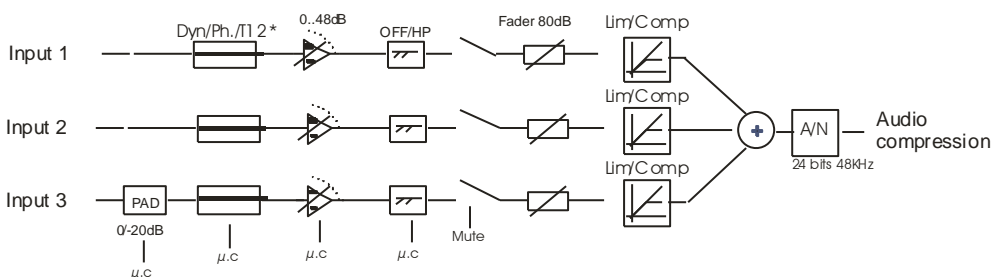 Input 1
Dyn/Ph./T12*
0..48dB
OFF/HP
Fader 80dB
Lim/Comp
Input 2
Lim/Comp
+
A/N
24 bits 48KHz
Audio
compression
Input 3
PAD
0/-20dB
μ.c
μ.c
μ.c
μ.c
Mute
Lim/Comp